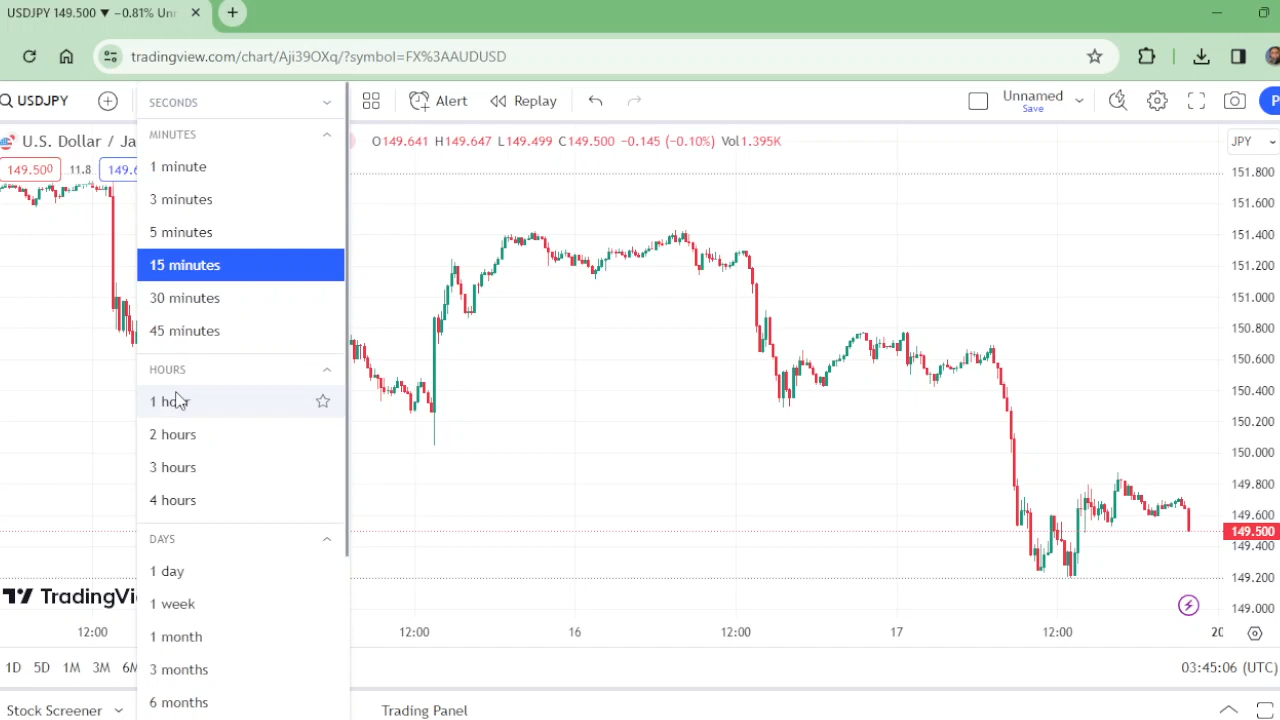 USDJPY 149.500 ▼ −0.81% Unr
tradingview.com/chart/Aji39OXq/?symbol=FX%3AAUDUSD
USDJPY
Alert
Replay
Unnamed
Save
P
U.S. Dollar / Ja
O149.641 H149.647 L149.499 C149.500 −0.145 (−0.10%) Vol1.395K
JPY
149.500
11.8
149.6
SECONDS
MINUTES
1 minute
3 minutes
5 minutes
15 minutes
30 minutes
45 minutes
HOURS
1 hour
2 hours
3 hours
4 hours
DAYS
1 day
1 week
1 month
3 months
6 months
151.800
151.600
151.400
151.200
151.000
150.800
150.600
150.400
150.200
150.000
149.800
149.600
149.500
149.400
149.200
149.000
TradingVi
12:00
12:00
16
12:00
17
12:00
20
1D 5D 1M 3M 6M
03:45:06 (UTC)
Stock Screener
Trading Panel